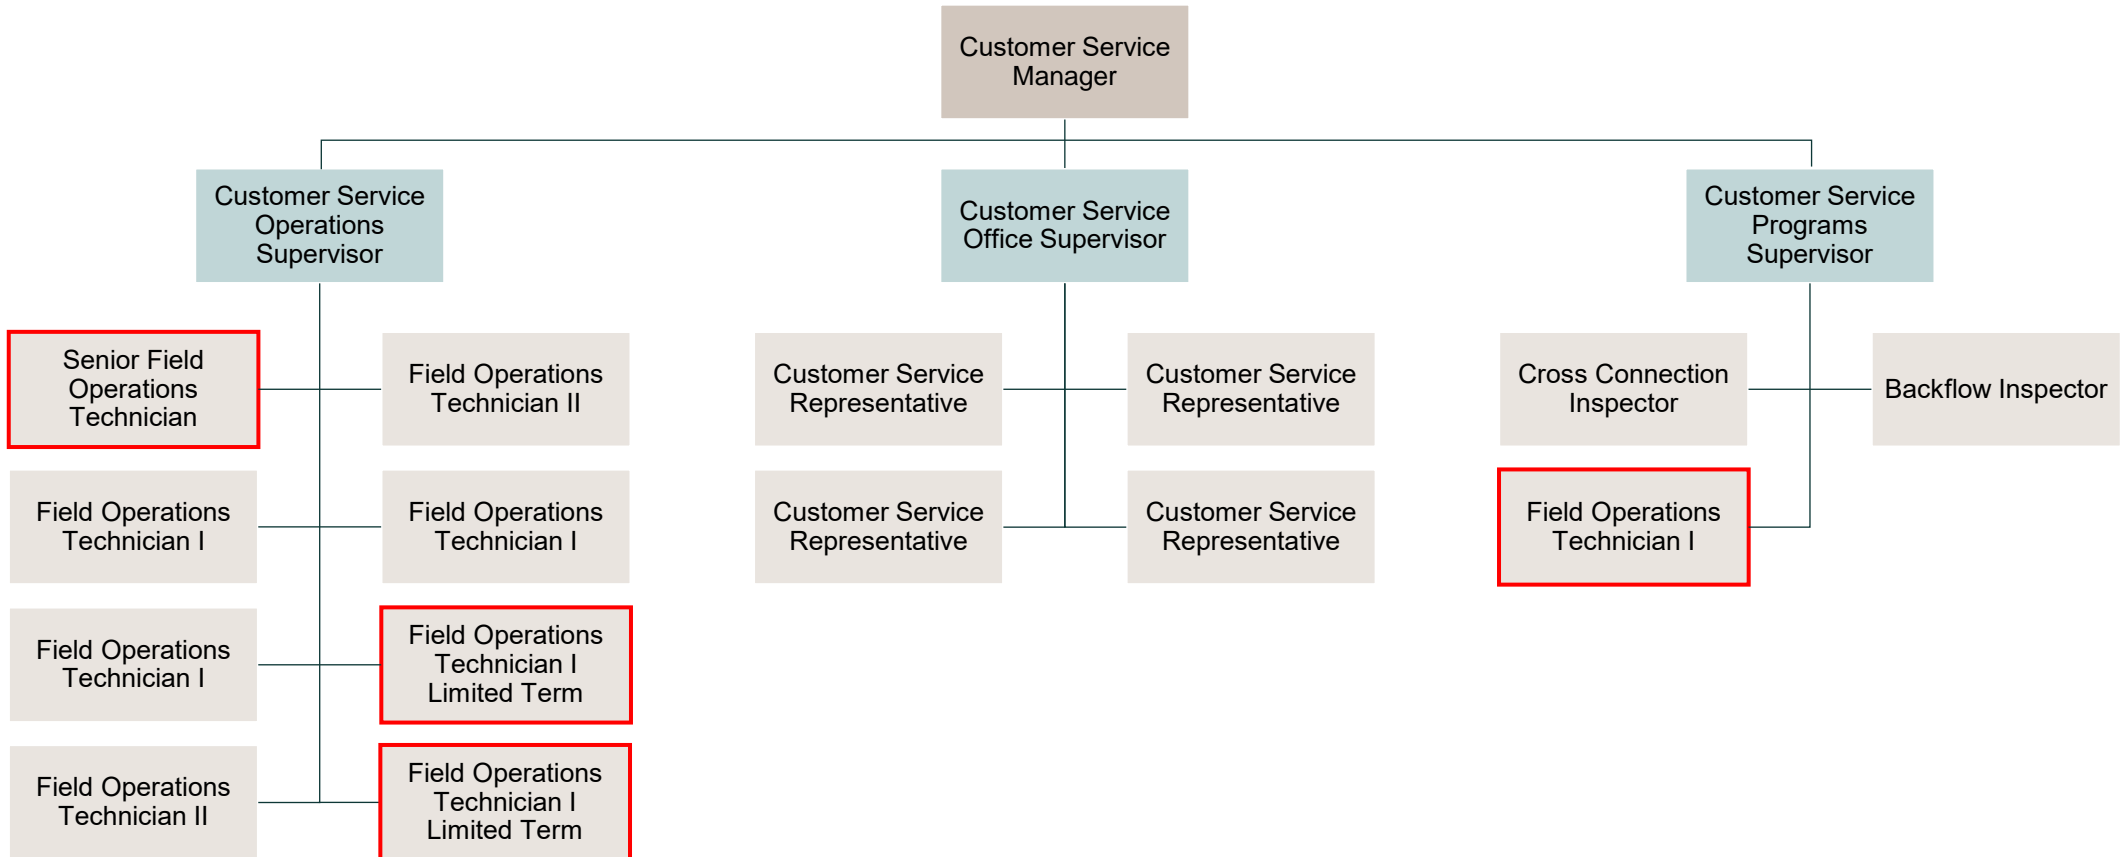 Customer Service
Manager
Customer Service
Operations
Supervisor
Customer Service
Office Supervisor
Customer Service
Programs
Supervisor
Senior Field
Operations
Technician
Field Operations
Technician II
Customer Service
Representative
Customer Service
Representative
Cross Connection
Inspector
Backflow Inspector
Field Operations
Technician I
Field Operations
Technician I
Customer Service
Representative
Customer Service
Representative
Field Operations
Technician I
Field Operations
Technician I
Field Operations
Technician I
Limited Term
Field Operations
Technician II
Field Operations
Technician I
Limited Term